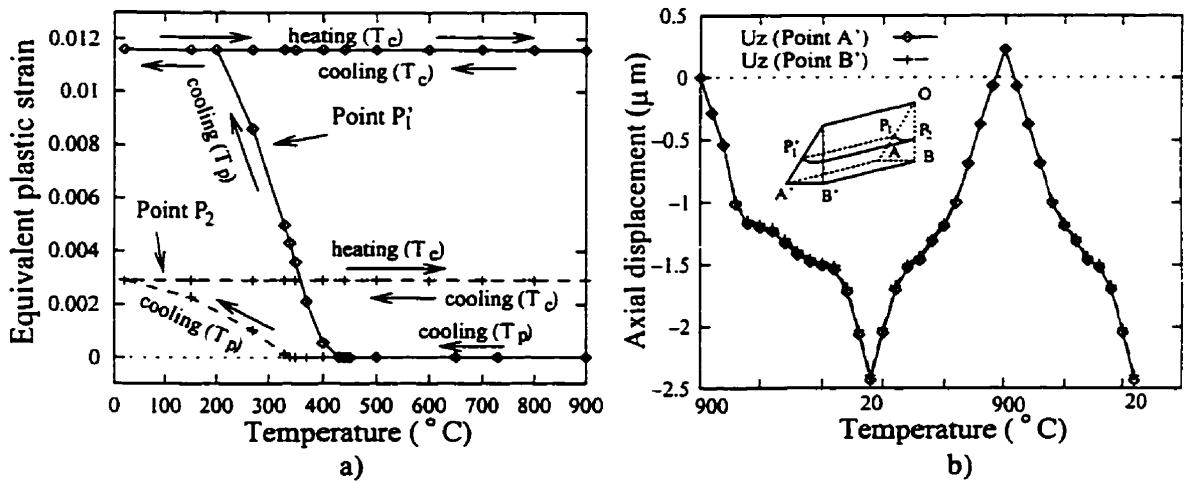 0.012
0.01
0.008
0.006
0.004
0.002
0
Equivalent plastic strain
heating (Tc)
cooling (Tc)
cooling (Tp)
Point P1'
Point P2
heating (Tc)
cooling (Tc)
cooling (Tp)
cooling (Tp)
0 100 200 300 400 500 600 700 800 900
Temperature ( °C)
a)
0.5
0
−0.5
−1
−1.5
−2
−2.5
Axial displacement (μ m)
Uz (Point A')
Uz (Point B')
O
P1
P2
P1'
A
B
A'
B'
900 20 900 20
Temperature ( °C)
b)